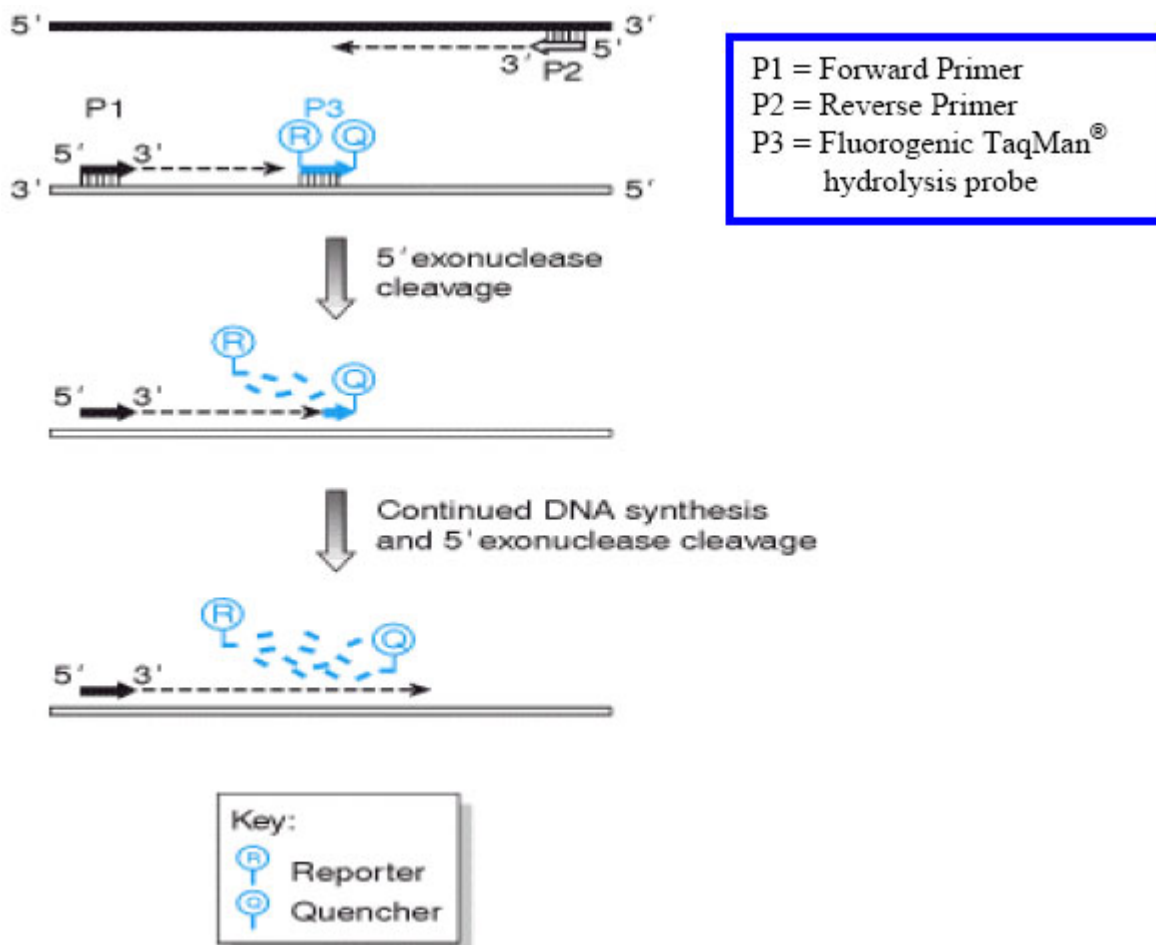 5′ 3′
3′ 5′
P2
P1 = Forward Primer
P2 = Reverse Primer
P3 = Fluorogenic TaqMan®
hydrolysis probe
P1 P3
R Q
5′ 3′
3′ 5′
5′exonuclease
cleavage
R
Q
5′ 3′
Continued DNA synthesis
and 5′exonuclease cleavage
R
Q
5′ 3′
Key:
R Reporter
Q Quencher